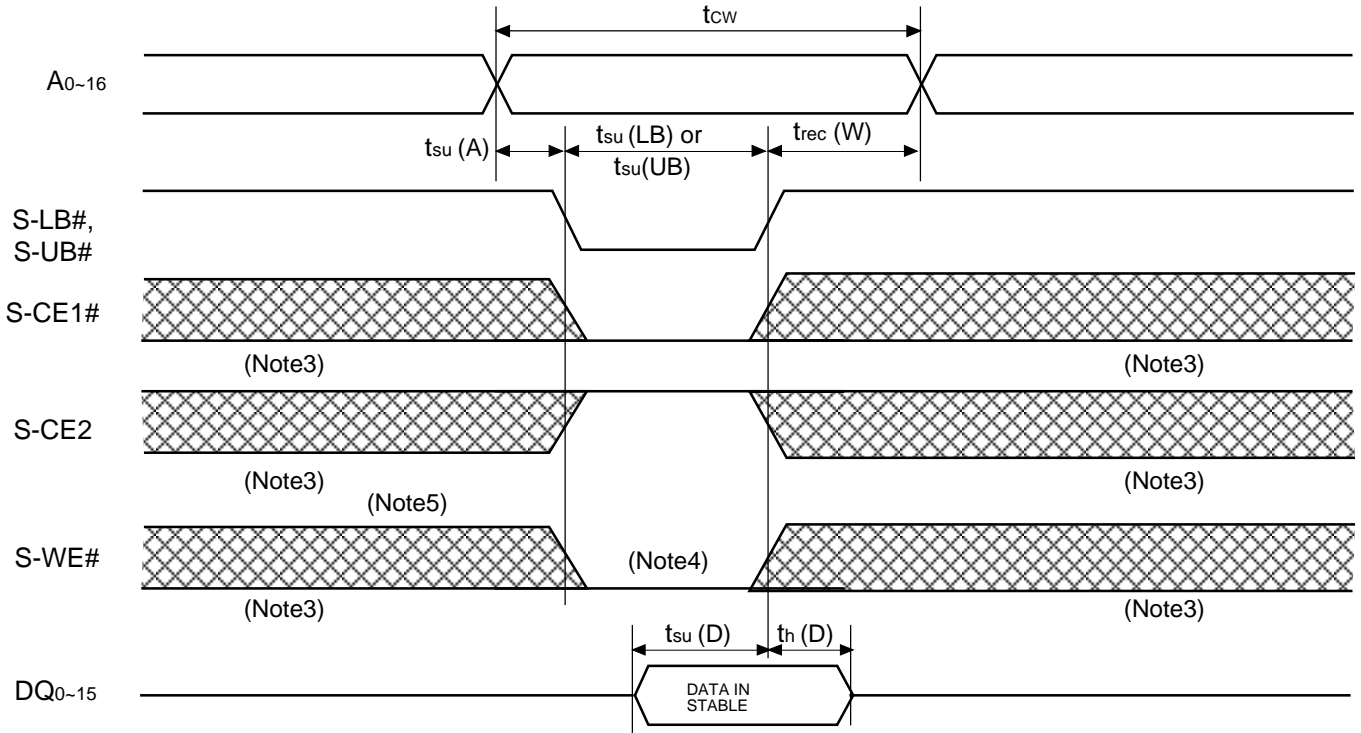 tCW
A0~16
tsu (A)
tsu (LB) or
tsu(UB)
trec (W)
S-LB#,
S-UB#
S-CE1#
(Note3)
(Note3)
S-CE2
(Note3)
(Note3)
(Note5)
S-WE#
(Note4)
(Note3)
(Note3)
tsu (D)
th (D)
DQ0~15
DATA IN
STABLE